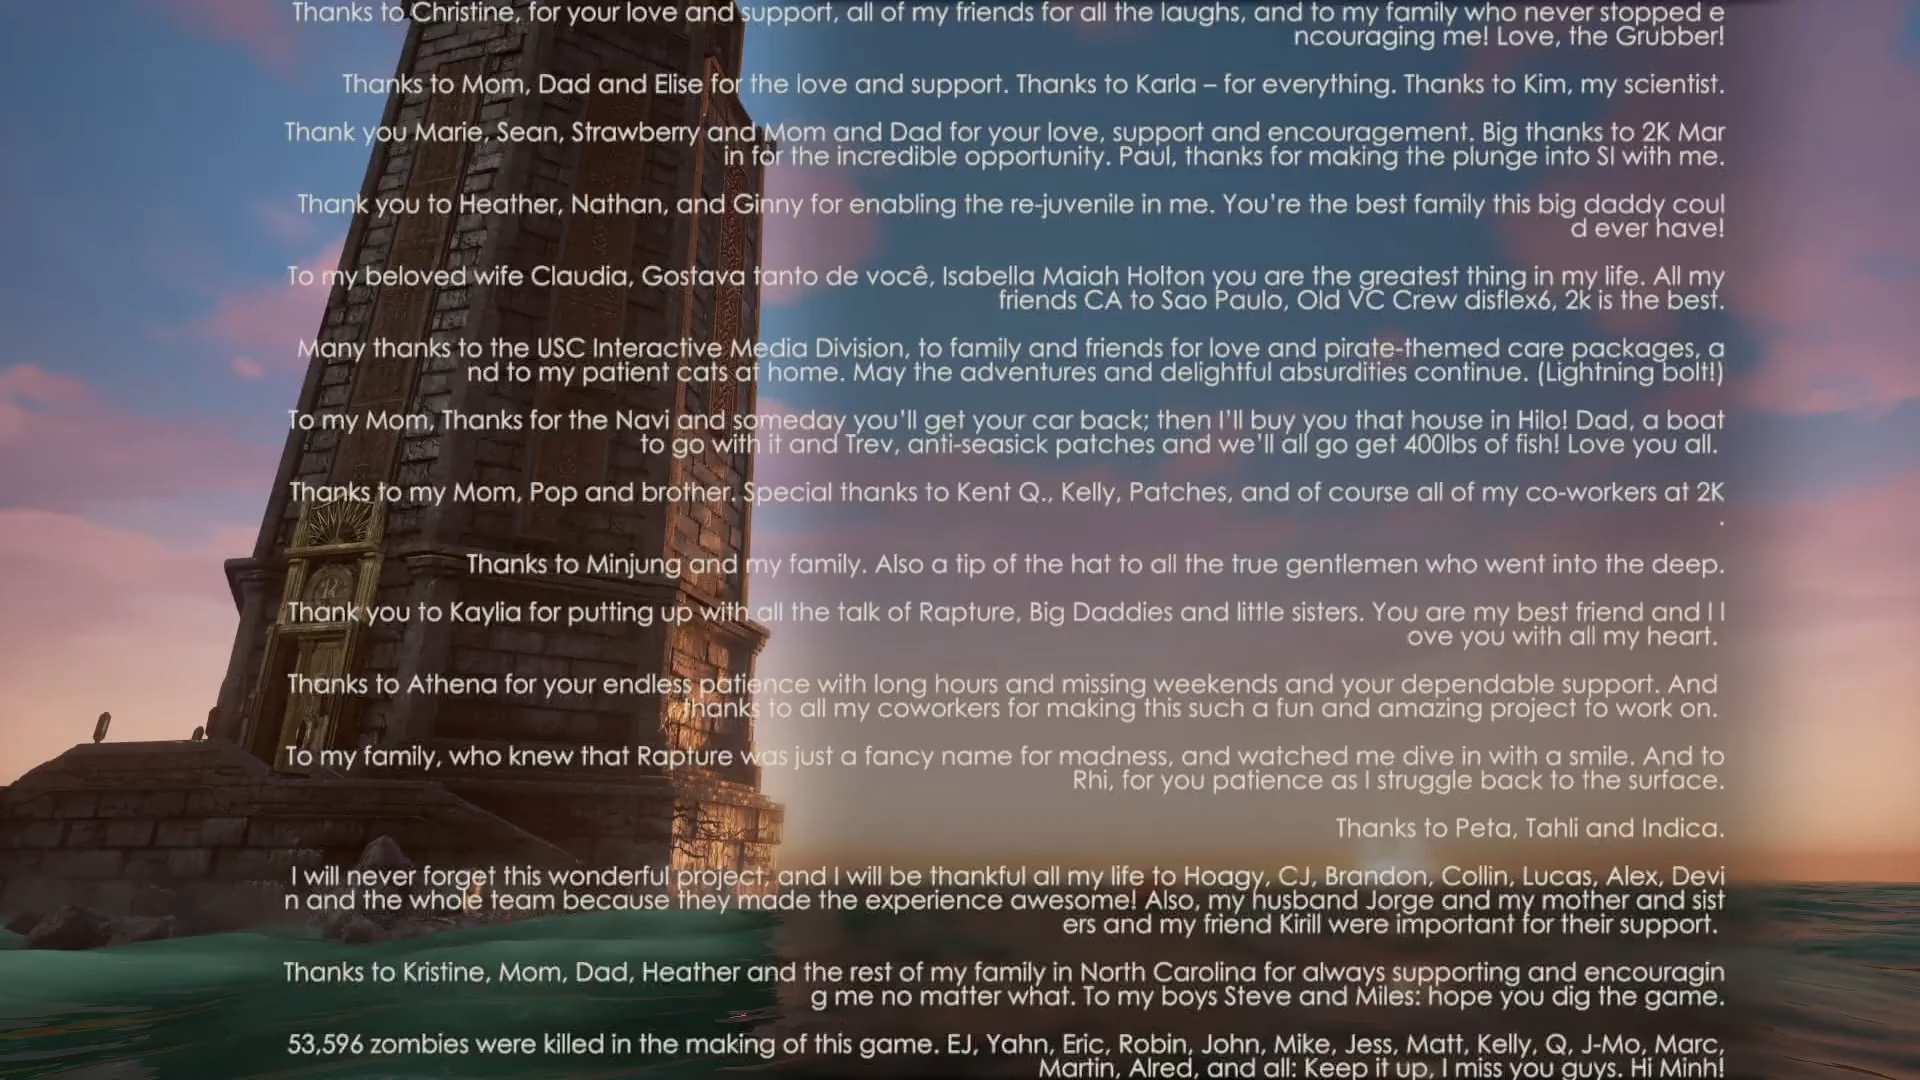 Thanks to Christine, for your love and support, all of my friends for all the laughs, and to my family who never stopped e
ncouraging me! Love, the Grubber!
Thanks to Mom, Dad and Elise for the love and support. Thanks to Karla – for everything. Thanks to Kim, my scientist.
Thank you Marie, Sean, Strawberry and Mom and Dad for your love, support and encouragement. Big thanks to 2K Mar
in for the incredible opportunity. Paul, thanks for making the plunge into SI with me.
Thank you to Heather, Nathan, and Ginny for enabling the re-juvenile in me. You're the best family this big daddy coul
d ever have!
To my beloved wife Claudia, Gostava tanto de você, Isabella Maiah Holton you are the greatest thing in my life. All my
friends CA to Sao Paulo, Old VC Crew disflex6, 2k is the best.
Many thanks to the USC Interactive Media Division, to family and friends for love and pirate-themed care packages, a
nd to my patient cats at home. May the adventures and delightful absurdities continue. (Lightning bolt!)
To my Mom, Thanks for the Navi and someday you'll get your car back; then I'll buy you that house in Hilo! Dad, a boat
to go with it and Trev, anti-seasick patches and we'll all go get 400lbs of fish! Love you all.
Thanks to my Mom, Pop and brother. Special thanks to Kent Q., Kelly, Patches, and of course all of my co-workers at 2K
.
Thanks to Minjung and my family. Also a tip of the hat to all the true gentlemen who went into the deep.
Thank you to Kaylia for putting up with all the talk of Rapture, Big Daddies and little sisters. You are my best friend and I l
ove you with all my heart.
Thanks to Athena for your endless patience with long hours and missing weekends and your dependable support. And
thanks to all my coworkers for making this such a fun and amazing project to work on.
To my family, who knew that Rapture was just a fancy name for madness, and watched me dive in with a smile. And to
Rhi, for you patience as I struggle back to the surface.
Thanks to Peta, Tahli and Indica.
I will never forget this wonderful project, and I will be thankful all my life to Hoagy, CJ, Brandon, Collin, Lucas, Alex, Devi
n and the whole team because they made the experience awesome! Also, my husband Jorge and my mother and sist
ers and my friend Kirill were important for their support.
Thanks to Kristine, Mom, Dad, Heather and the rest of my family in North Carolina for always supporting and encouragin
g me no matter what. To my boys Steve and Miles: hope you dig the game.
53,596 zombies were killed in the making of this game. EJ, Yahn, Eric, Robin, John, Mike, Jess, Matt, Kelly, Q, J-Mo, Marc,
Martin, Alred, and all: Keep it up, I miss you guys. Hi Minh!